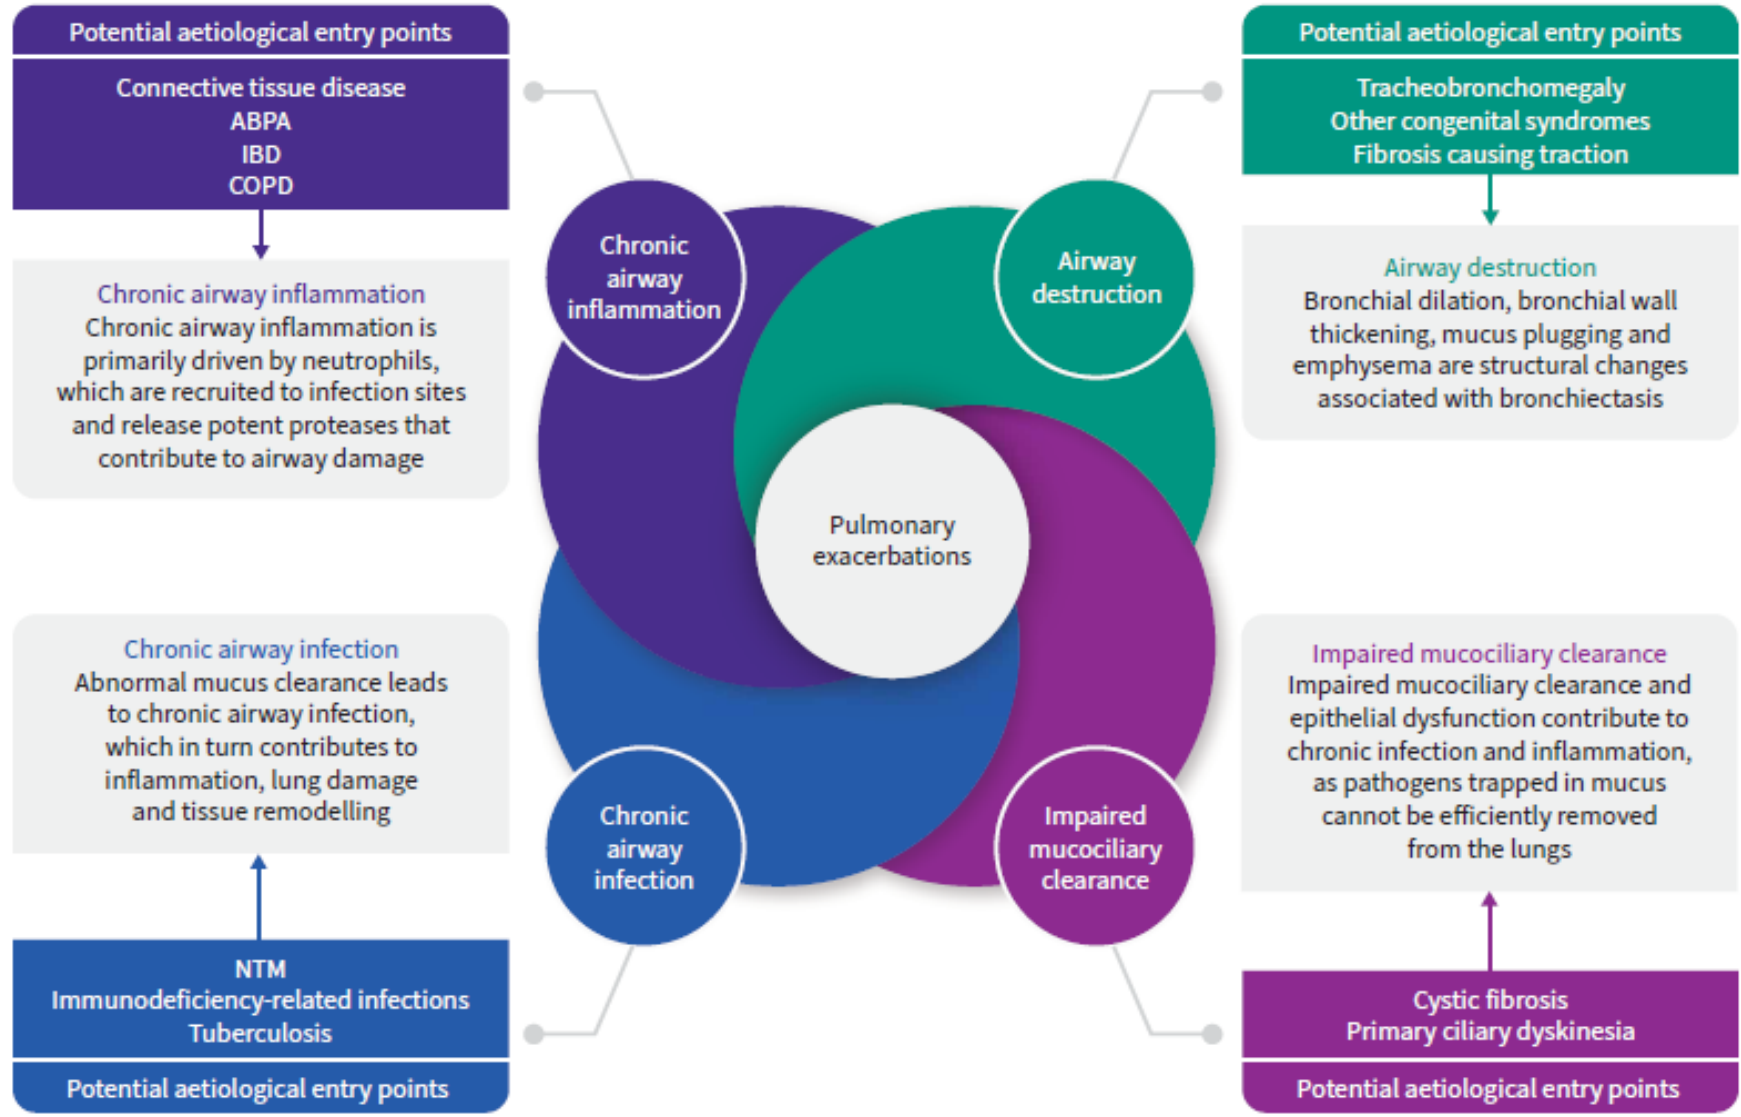 Potential aetiological entry points
Connective tissue disease
ABPA
IBD
COPD
Chronic airway inflammation
Chronic airway inflammation is
primarily driven by neutrophils,
which are recruited to infection sites
and release potent proteases that
contribute to airway damage
Potential aetiological entry points
Tracheobronchomegaly
Other congenital syndromes
Fibrosis causing traction
Airway destruction
Bronchial dilation, bronchial wall
thickening, mucus plugging and
emphysema are structural changes
associated with bronchiectasis
Chronic
airway
inflammation
Airway
destruction
Pulmonary
exacerbations
Chronic
airway
infection
Impaired
mucociliary
clearance
Chronic airway infection
Abnormal mucus clearance leads
to chronic airway infection,
which in turn contributes to
inflammation, lung damage
and tissue remodelling
NTM
Immunodeficiency-related infections
Tuberculosis
Potential aetiological entry points
Impaired mucociliary clearance
Impaired mucociliary clearance and
epithelial dysfunction contribute to
chronic infection and inflammation,
as pathogens trapped in mucus
cannot be efficiently removed
from the lungs
Cystic fibrosis
Primary ciliary dyskinesia
Potential aetiological entry points